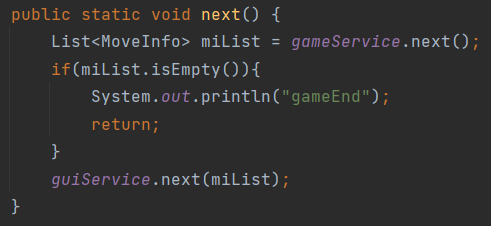 public static void next() {
    List<MoveInfo> miList = gameService.next();
    if(miList.isEmpty()){
        System.out.println("gameEnd");
        return;
    }
    guiService.next(miList);
}